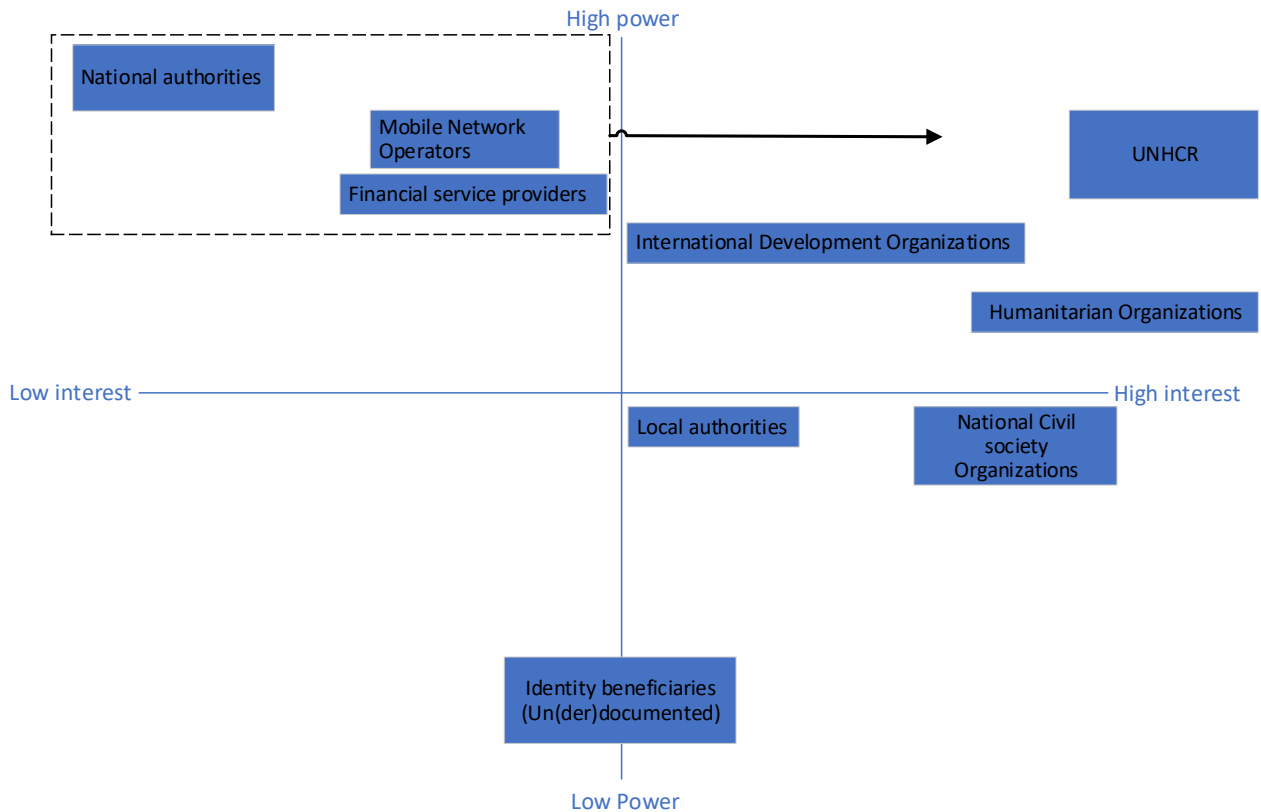 High power
National authorities
Mobile Network
Operators
UNHCR
Financial service providers
International Development Organizations
Humanitarian Organizations
Low interest
High interest
Local authorities
National Civil
society
Organizations
Identity beneficiaries
(Un(der)documented)
Low Power